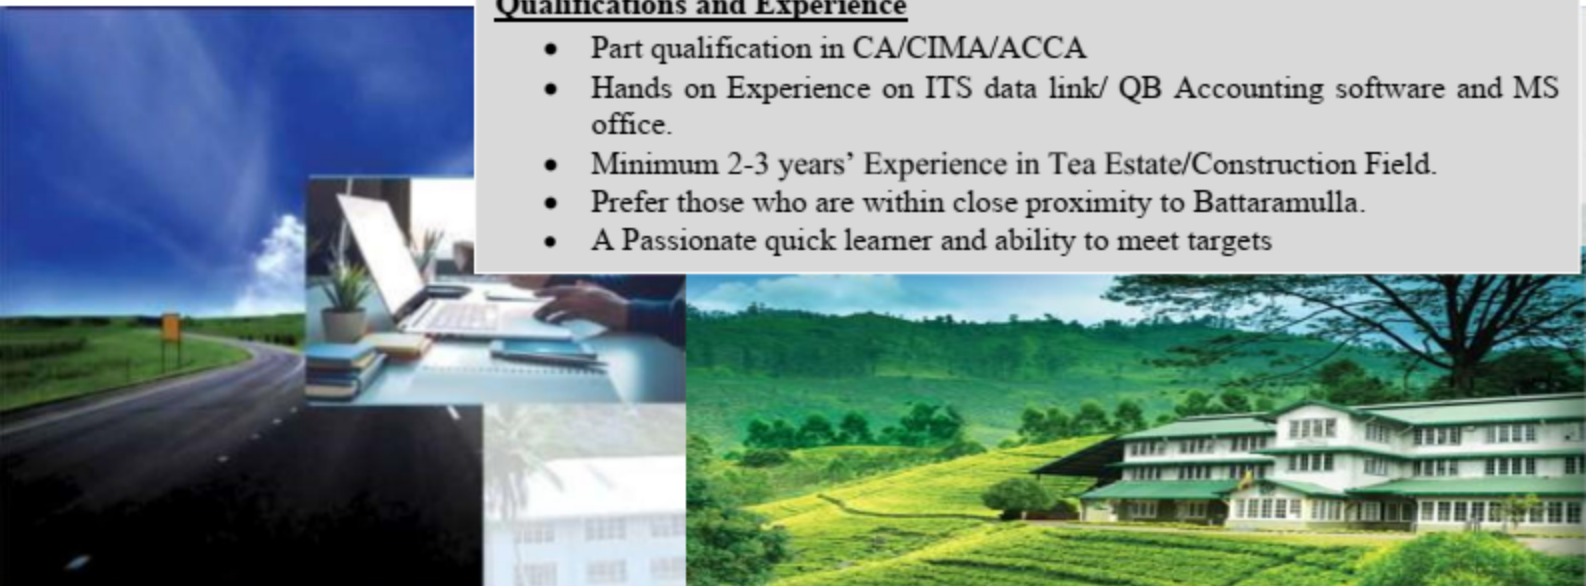 Qualifications and Experience
• Part qualification in CA/CIMA/ACCA
• Hands on Experience on ITS data link/ QB Accounting software and MS
office.
• Minimum 2-3 years’ Experience in Tea Estate/Construction Field.
• Prefer those who are within close proximity to Battaramulla.
• A Passionate quick learner and ability to meet targets